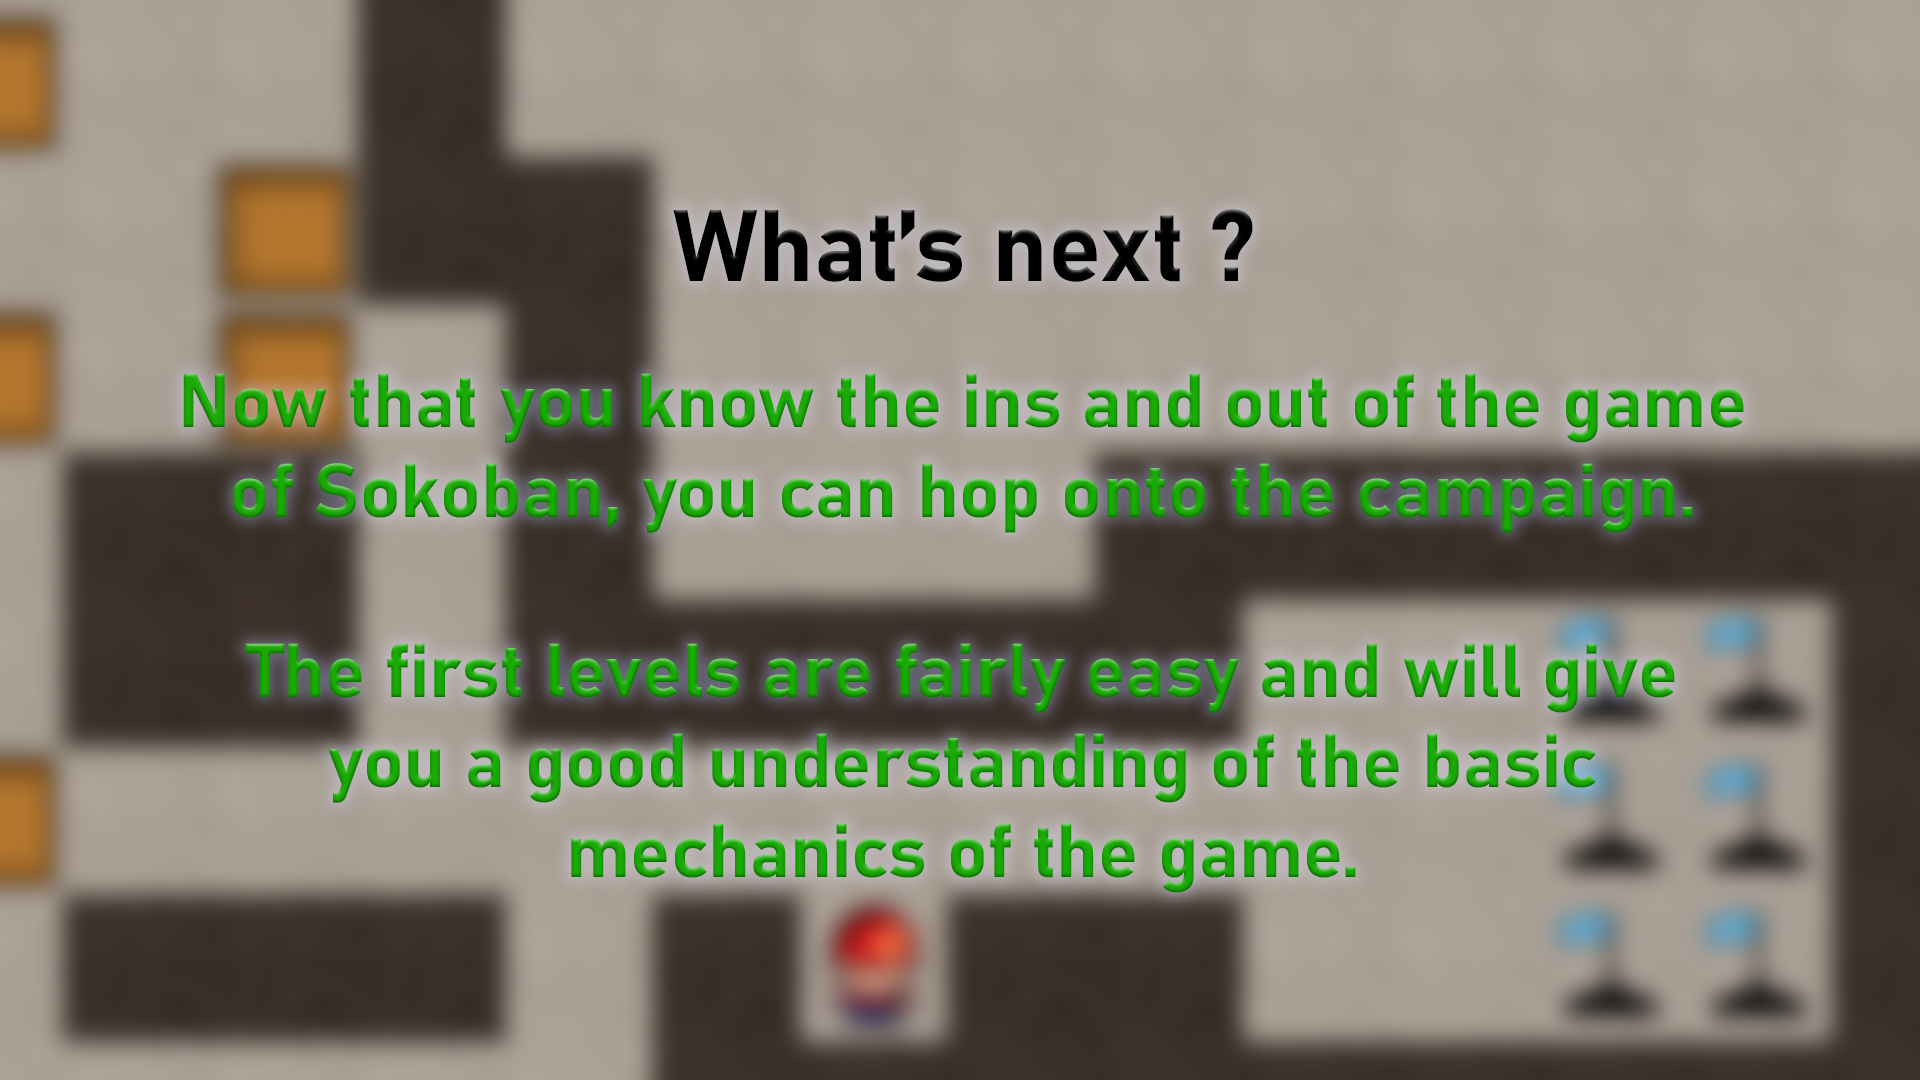 What’s next ?
Now that you know the ins and out of the game
of Sokoban, you can hop onto the campaign.
The first levels are fairly easy and will give
you a good understanding of the basic
mechanics of the game.